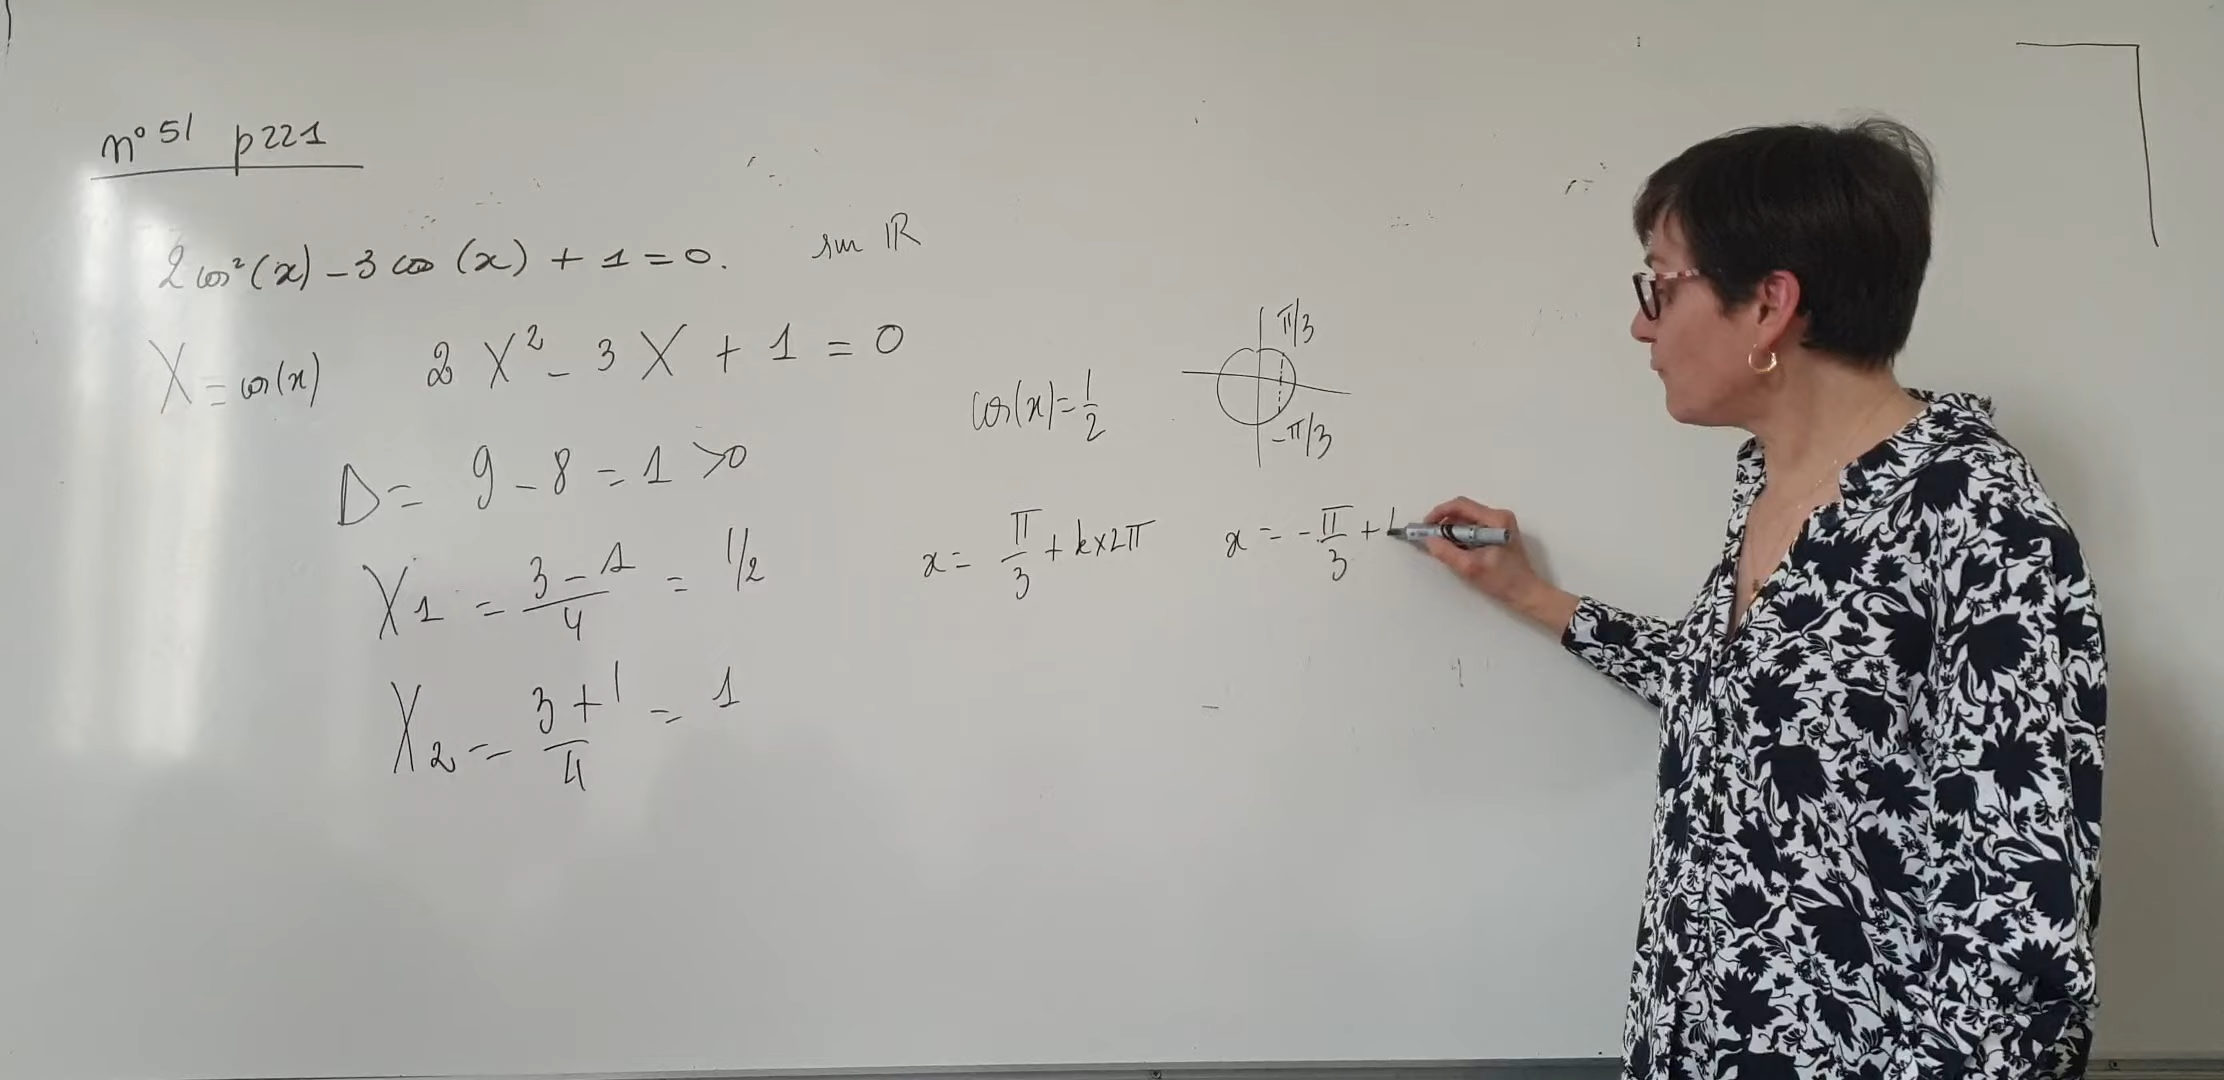 n° 51 p221
2cos²(x) - 3cos(x) + 1 = 0. sur ℝ
X = cos(x) 2X² - 3X + 1 = 0
D = 9 - 8 = 1 > 0
X1 = (3 - 1)/4 = 1/2
X2 = (3 + 1)/4 = 1
π/3
cos(x) = 1/2
-π/3
x = π/3 + k×2π x = -π/3 +